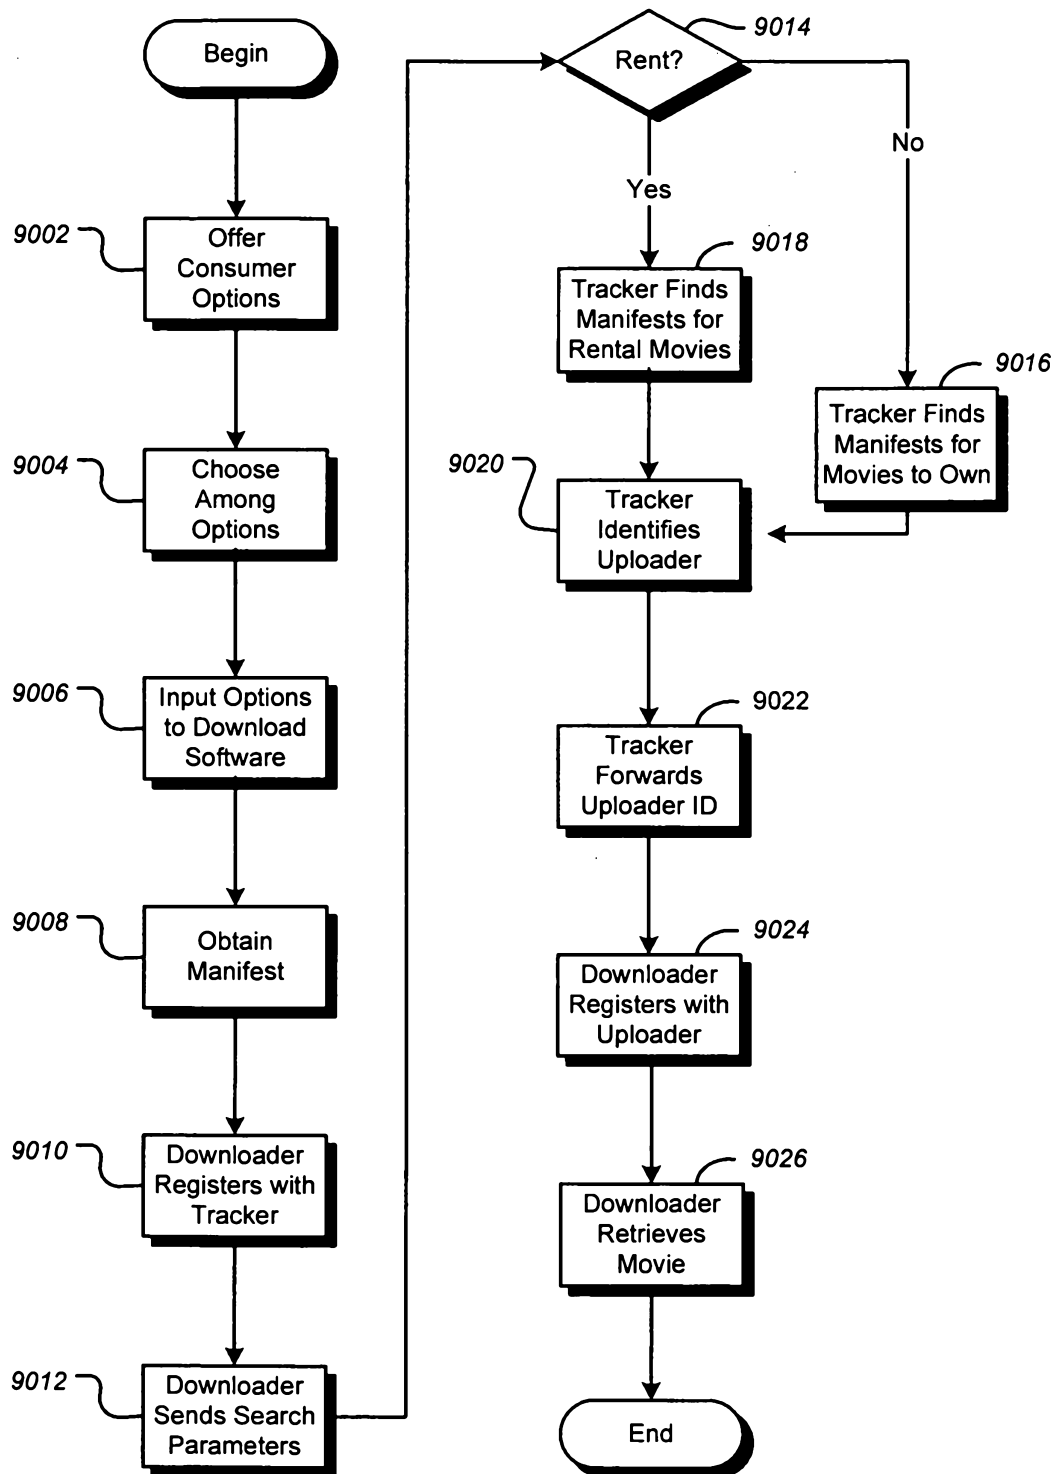 Begin
9002
Offer
Consumer
Options
9004
Choose
Among
Options
9006
Input Options
to Download
Software
9008
Obtain
Manifest
9010
Downloader
Registers with
Tracker
9012
Downloader
Sends Search
Parameters
9014
Rent?
No
Yes
9018
Tracker Finds
Manifests for
Rental Movies
9016
Tracker Finds
Manifests for
Movies to Own
9020
Tracker
Identifies
Uploader
9022
Tracker
Forwards
Uploader ID
9024
Downloader
Registers with
Uploader
9026
Downloader
Retrieves
Movie
End